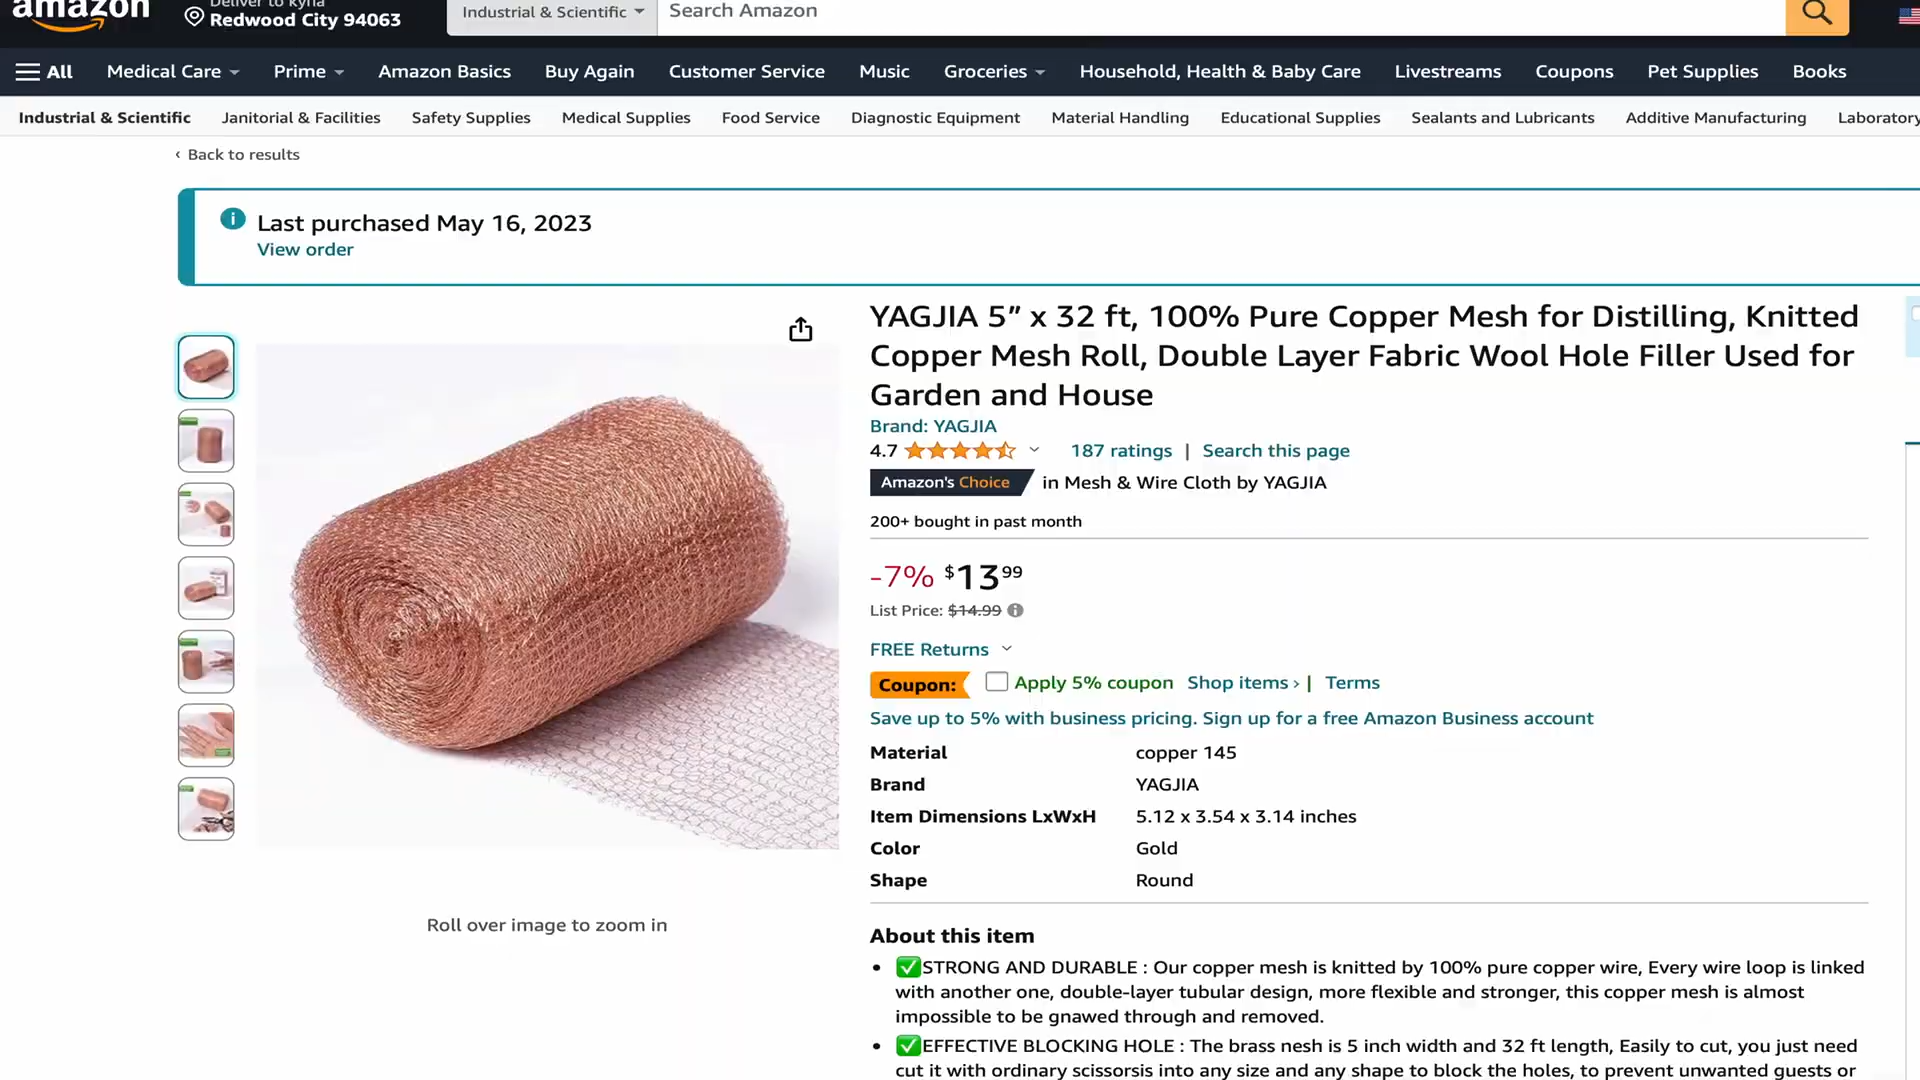 amazon
Deliver to Kyna
Redwood City 94063
Industrial & Scientific
Search Amazon
All
Medical Care
Prime
Amazon Basics
Buy Again
Customer Service
Music
Groceries
Household, Health & Baby Care
Livestreams
Coupons
Pet Supplies
Books
Industrial & Scientific
Janitorial & Facilities
Safety Supplies
Medical Supplies
Food Service
Diagnostic Equipment
Material Handling
Educational Supplies
Sealants and Lubricants
Additive Manufacturing
Laboratory
‹ Back to results
Last purchased May 16, 2023
View order
YAGJIA 5” x 32 ft, 100% Pure Copper Mesh for Distilling, Knitted
Copper Mesh Roll, Double Layer Fabric Wool Hole Filler Used for
Garden and House
Brand: YAGJIA
4.7
187 ratings | Search this page
Amazon's Choice in Mesh & Wire Cloth by YAGJIA
200+ bought in past month
-7% $13 99
List Price: $14.99
FREE Returns
Coupon: Apply 5% coupon Shop items › | Terms
Save up to 5% with business pricing. Sign up for a free Amazon Business account
Material copper 145
Brand YAGJIA
Item Dimensions LxWxH 5.12 x 3.54 x 3.14 inches
Color Gold
Shape Round
Roll over image to zoom in
About this item
• ✅STRONG AND DURABLE : Our copper mesh is knitted by 100% pure copper wire, Every wire loop is linked
with another one, double-layer tubular design, more flexible and stronger, this copper mesh is almost
impossible to be gnawed through and removed.
• ✅EFFECTIVE BLOCKING HOLE : The brass nesh is 5 inch width and 32 ft length, Easily to cut, you just need
cut it with ordinary scissorsis into any size and any shape to block the holes, to prevent unwanted guests or